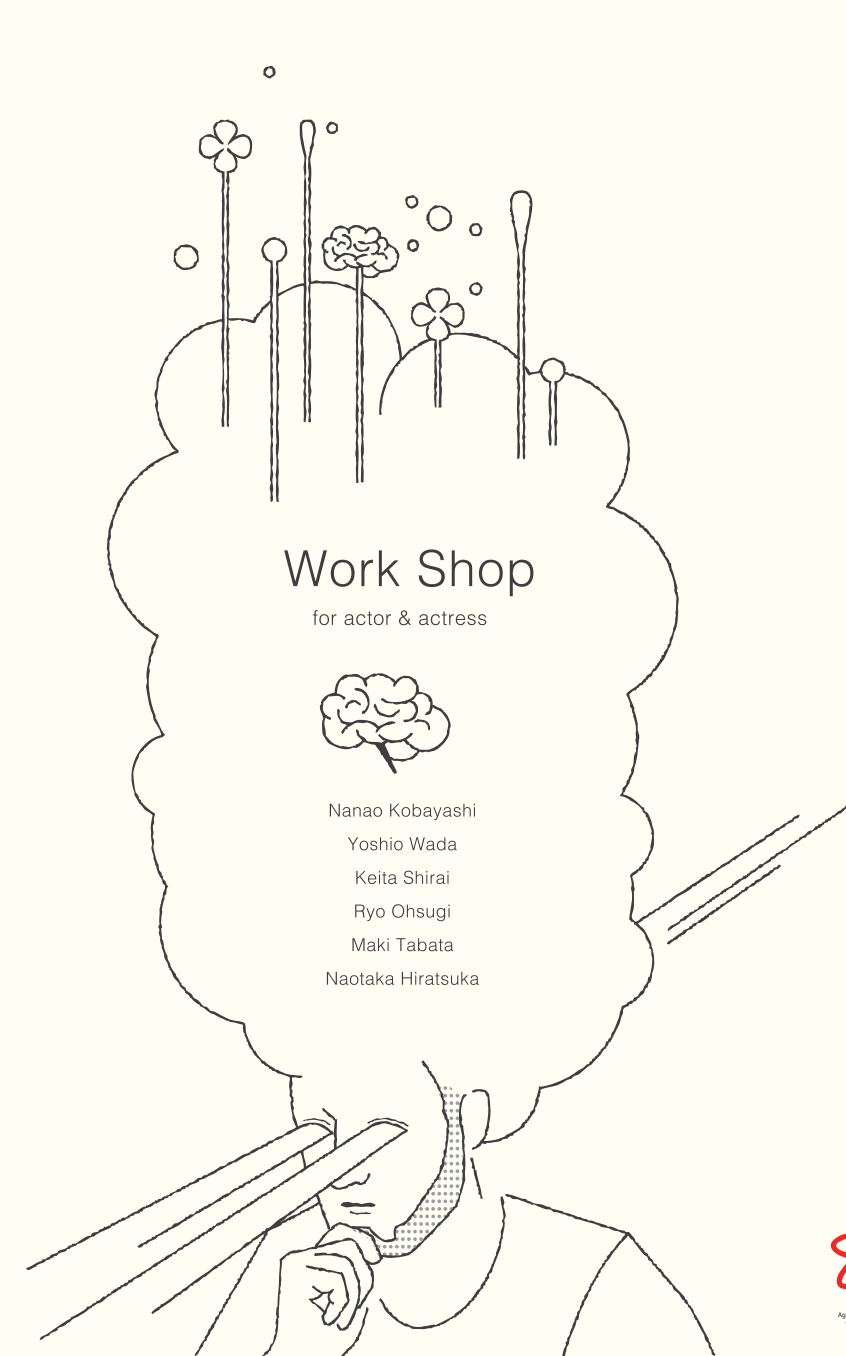 Work Shop
for actor & actress
Nanao Kobayashi
Yoshio Wada
Keita Shirai
Ryo Ohsugi
Maki Tabata
Naotaka Hiratsuka